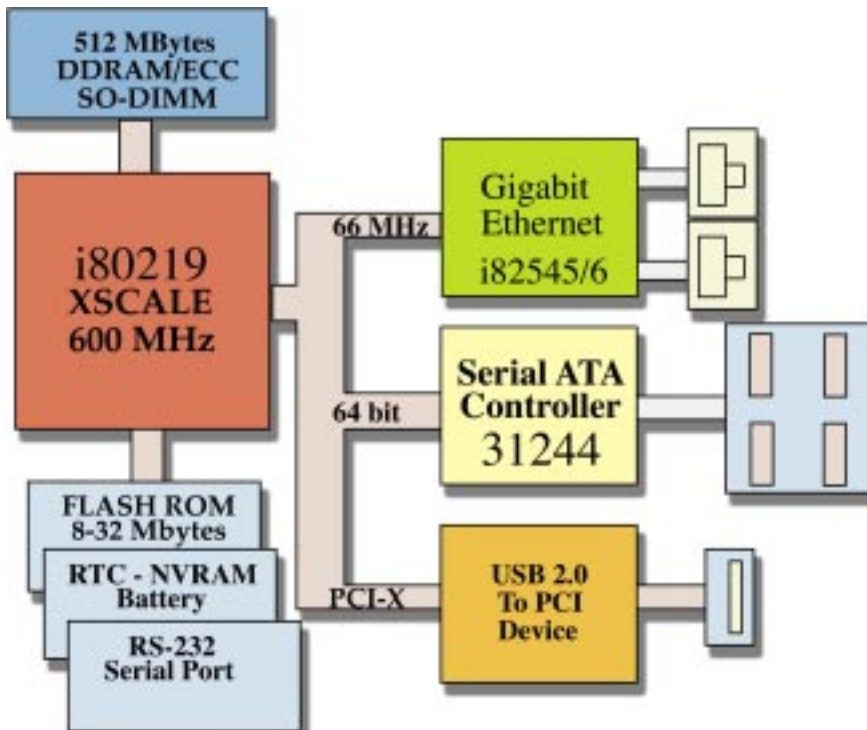 512 MBytes
DDRAM/ECC
SO-DIMM
i80219
XSCALE
600 MHz
FLASH ROM
8-32 Mbytes
RTC - NVRAM
Battery
RS-232
Serial Port
66 MHz
64 bit
PCI-X
Gigabit
Ethernet
i82545/6
Serial ATA
Controller
31244
USB 2.0
To PCI
Device